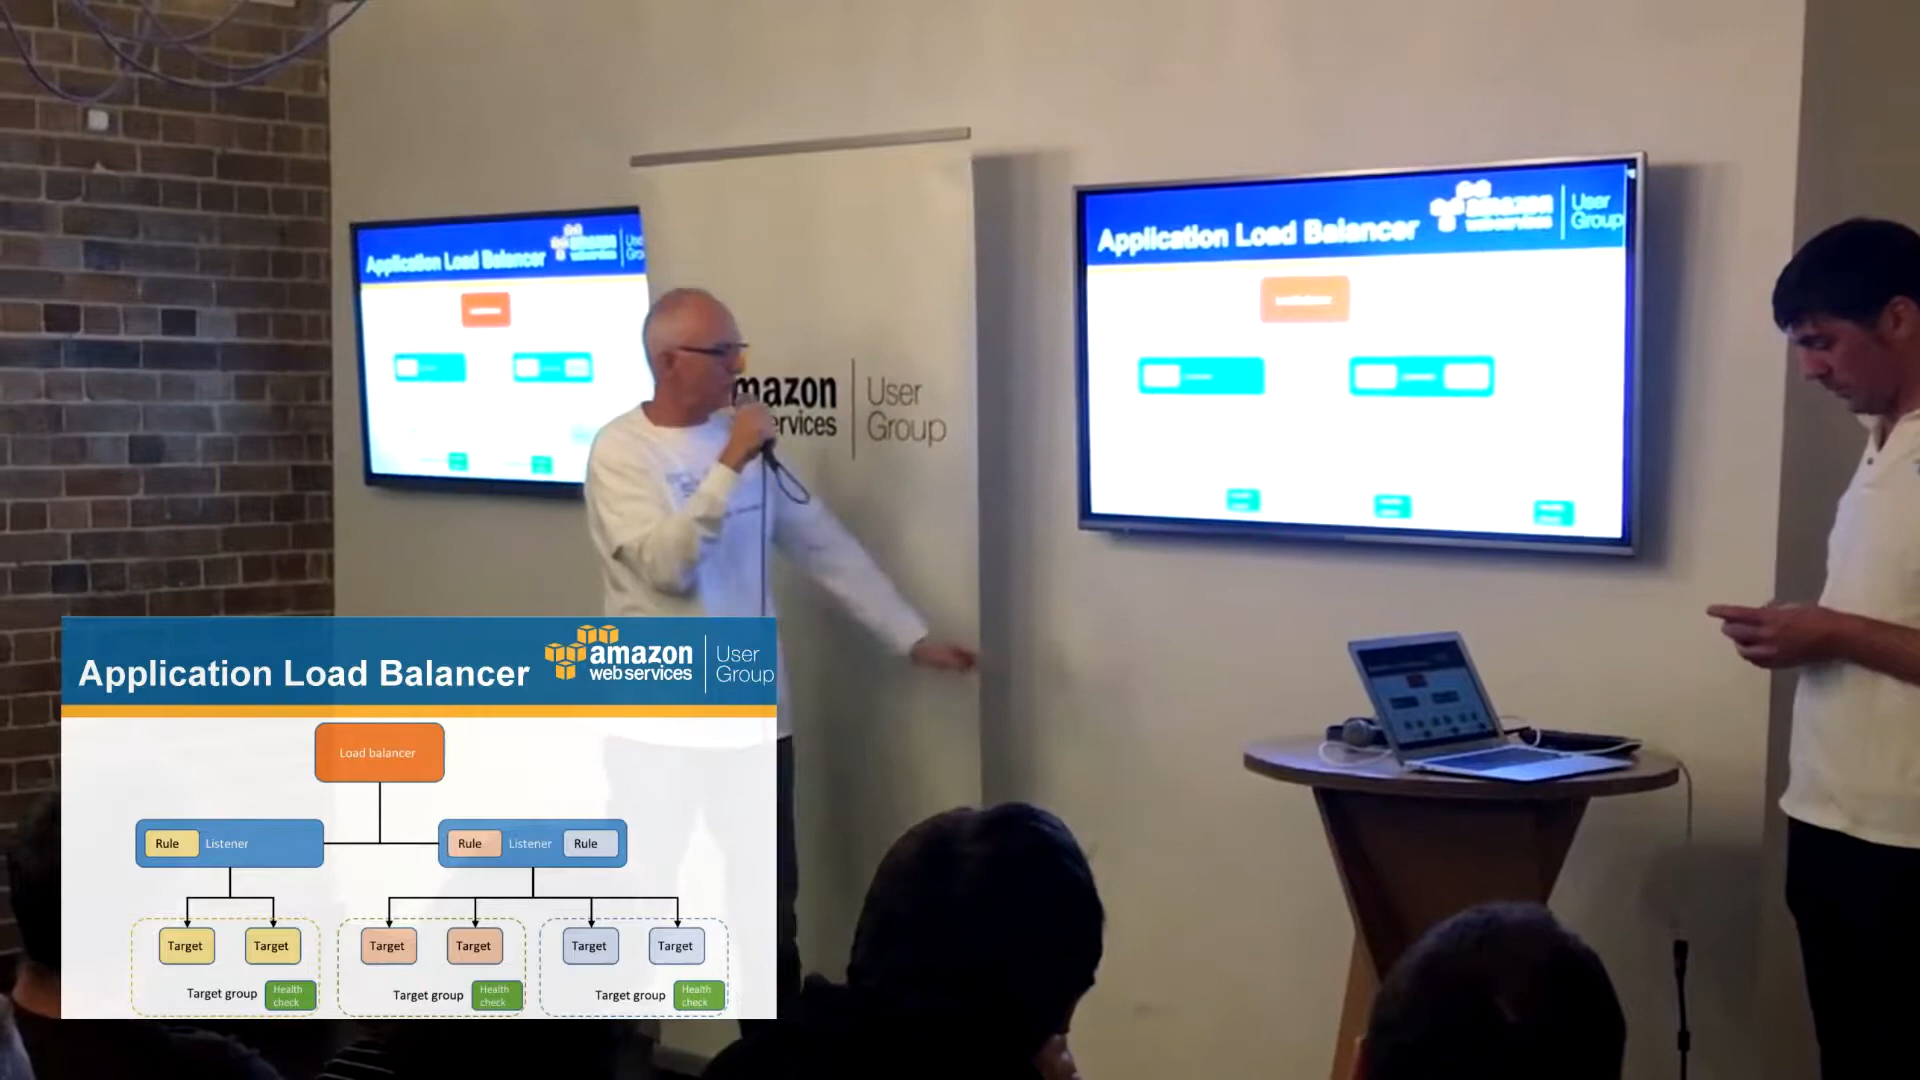 Application Load Balancer
amazon
web services
User
Group
Application Load Balancer
amazon
web services
User
Group
mazon
ervices
User
Group
Application Load Balancer
amazon
web services
User
Group
Load balancer
Rule Listener
Rule Listener Rule
Target Target Target Target Target Target
Target group Health check
Target group Health check
Target group Health check